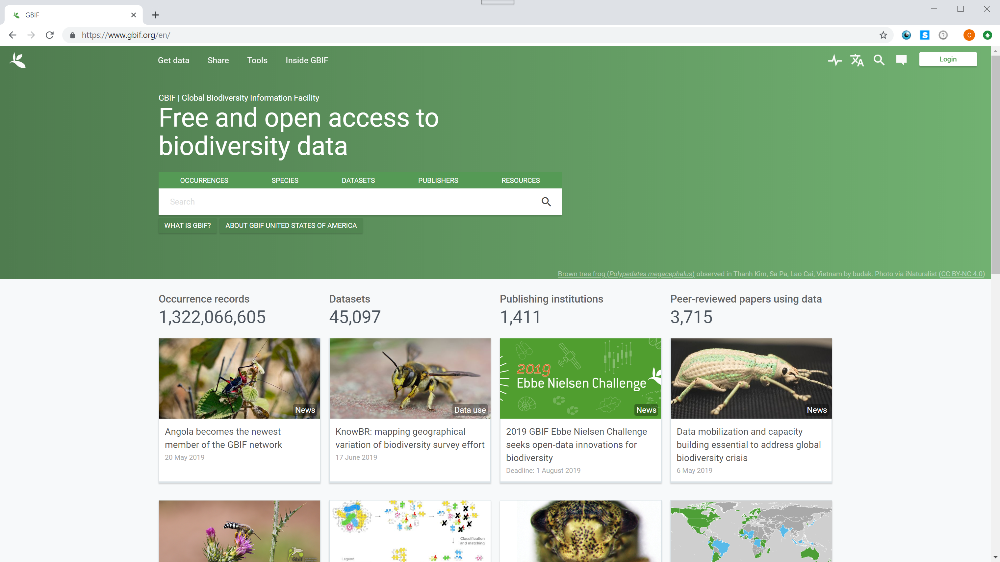 GBIF
https://www.gbif.org/en/
S
?
C
Get data Share Tools Inside GBIF
Login
GBIF | Global Biodiversity Information Facility
Free and open access to
biodiversity data
OCCURRENCES SPECIES DATASETS PUBLISHERS RESOURCES
Search
WHAT IS GBIF? ABOUT GBIF UNITED STATES OF AMERICA
Brown tree frog (Polypedates megacephalus) observed in Thanh Kim, Sa Pa, Lao Cai, Vietnam by budak. Photo via iNaturalist (CC BY-NC 4.0)
Occurrence records
1,322,066,605
Datasets
45,097
Publishing institutions
1,411
Peer-reviewed papers using data
3,715
News
Angola becomes the newest
member of the GBIF network
20 May 2019
Data use
KnowBR: mapping geographical
variation of biodiversity survey effort
17 June 2019
2019
Ebbe Nielsen Challenge
News
2019 GBIF Ebbe Nielsen Challenge
seeks open-data innovations for
biodiversity
Deadline: 1 August 2019
News
Data mobilization and capacity
building essential to address global
biodiversity crisis
6 May 2019
Gbif
Classification
and matching
Legend